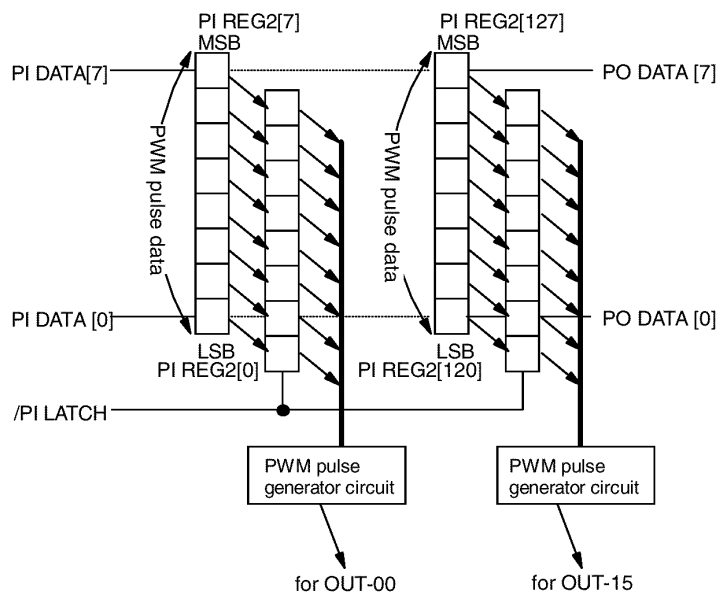 PI REG2[7]
MSB
PI REG2[127]
MSB
PI DATA[7]
PO DATA [7]
PWM pulse data
PWM pulse data
PI DATA [0]
PO DATA [0]
LSB
PI REG2[0]
LSB
PI REG2[120]
/PI LATCH
PWM pulse
generator circuit
PWM pulse
generator circuit
for OUT-00
for OUT-15